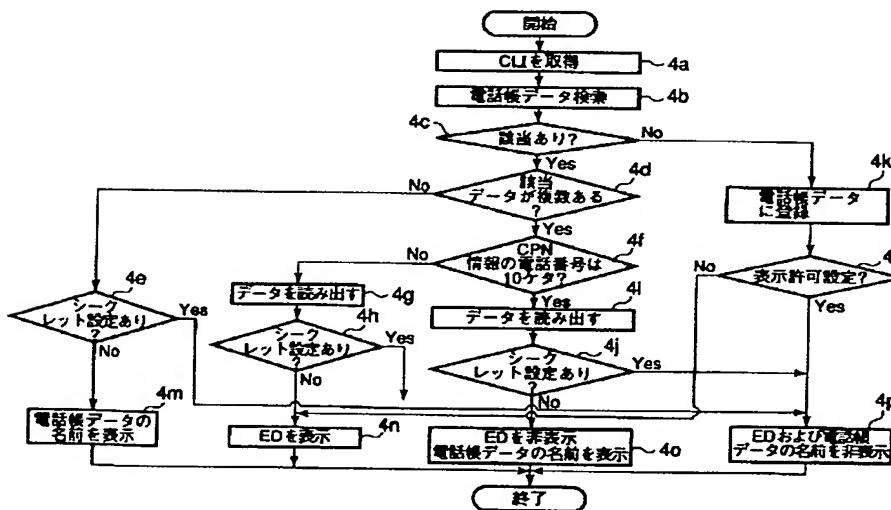 開始
CLIを取得
4a
電話帳データ検索
4b
4c
該当あり?
No
Yes
4d
該当
データが複数ある
?
No
Yes
4k
電話帳データ
に登録
CPN
情報の電話番号は
10ケタ?
4f
No
Yes
4
表示許可設定?
No
Yes
4e
シーク
レット設定あり
?
Yes
No
データを読み出す
4g
4h
シーク
レット設定あり
?
Yes
No
4i
データを読み出す
4j
シーク
レット設定あり
?
Yes
No
4m
電話帳データの
名前を表示
EDを表示
4n
EDを非表示
電話帳データの名前を表示
4o
4p
EDおよび電話帳
データの名前を非表示
終了